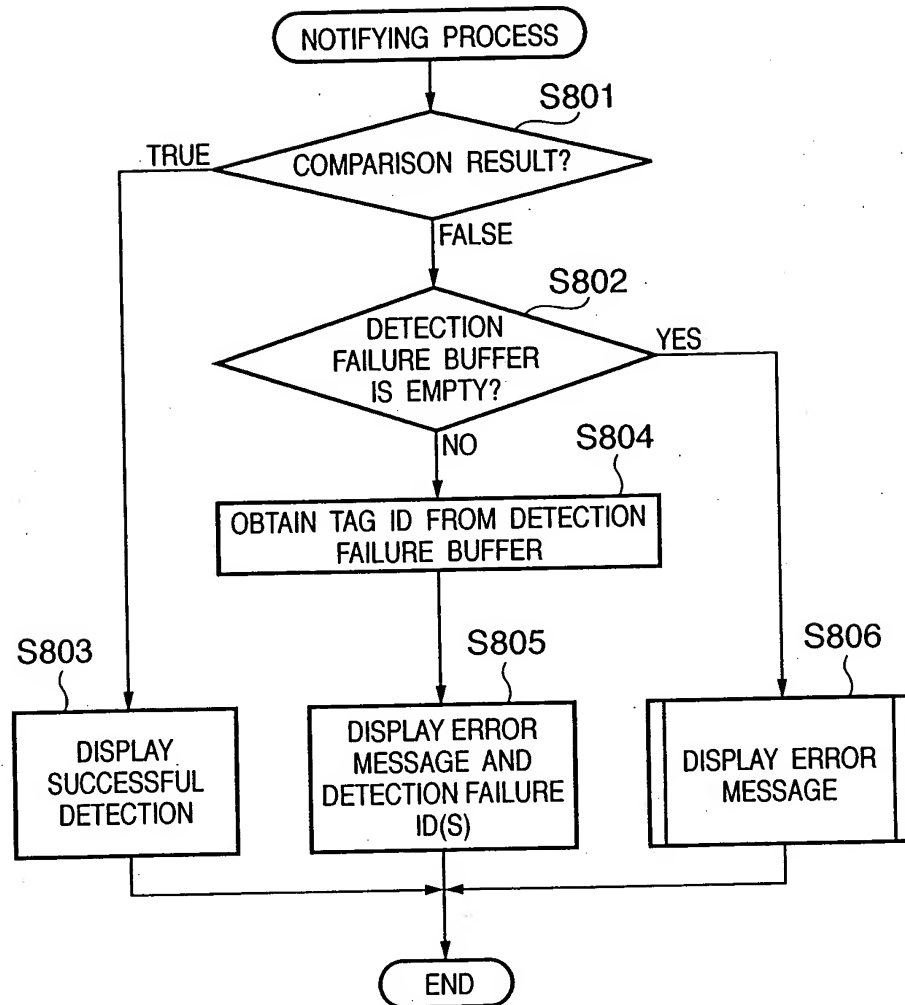 NOTIFYING PROCESS
S801
TRUE
COMPARISON RESULT?
FALSE
S802
DETECTION
FAILURE BUFFER
IS EMPTY?
YES
NO
S804
OBTAIN TAG ID FROM DETECTION
FAILURE BUFFER
S803
DISPLAY
SUCCESSFUL
DETECTION
S805
DISPLAY ERROR
MESSAGE AND
DETECTION FAILURE
ID(S)
S806
DISPLAY ERROR
MESSAGE
END